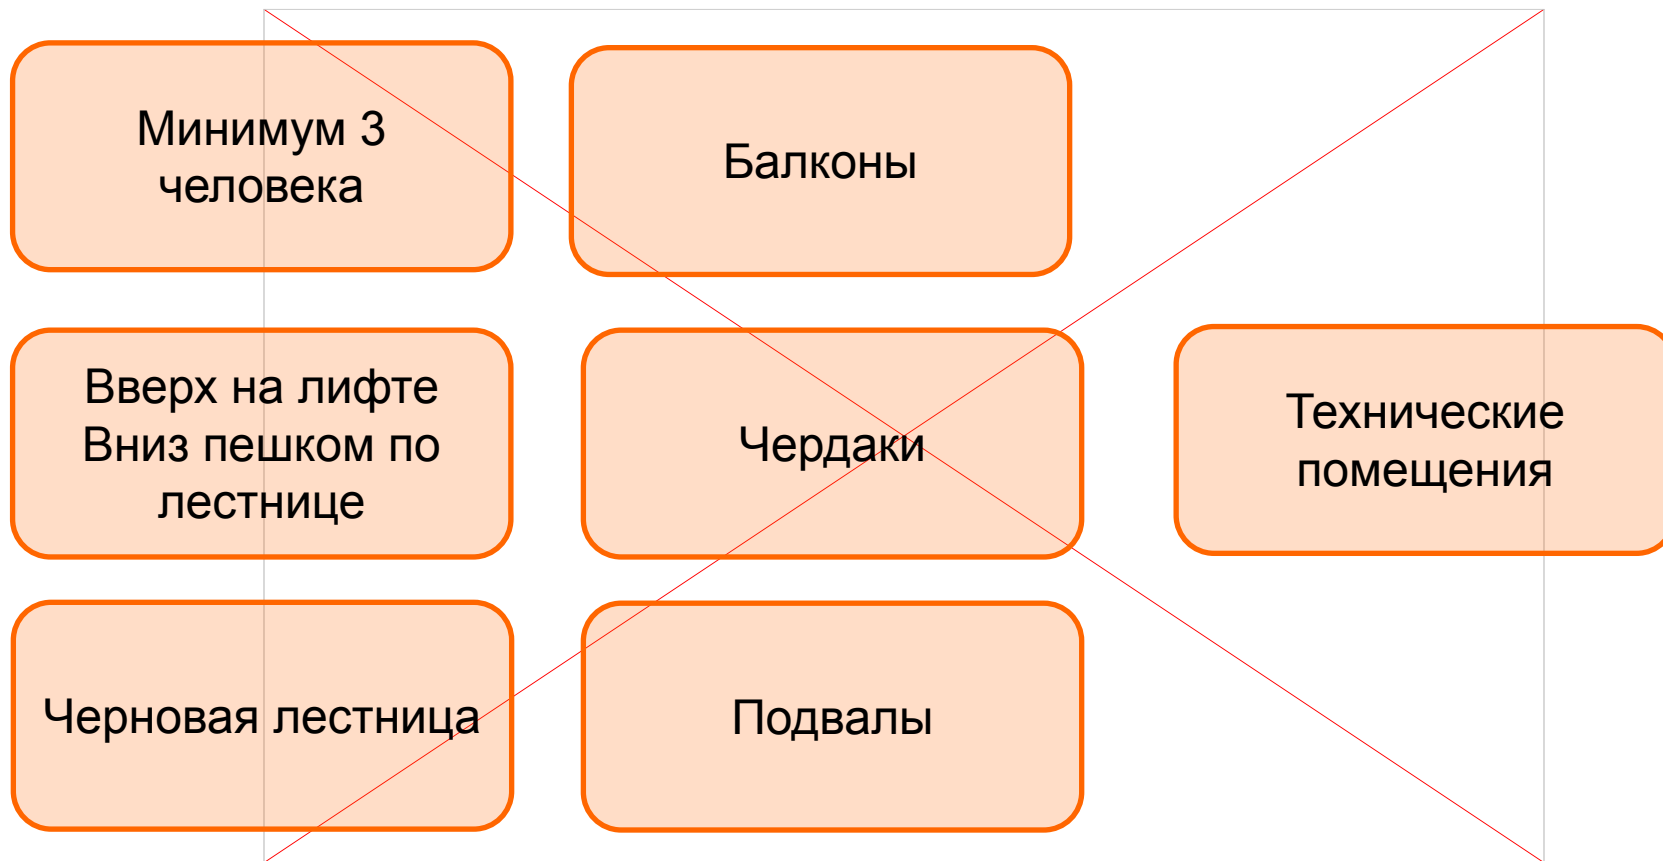 Минимум 3
человека
Балконы
Вверх на лифте
Вниз пешком по
лестнице
Чердаки
Технические
помещения
Черновая лестница
Подвалы